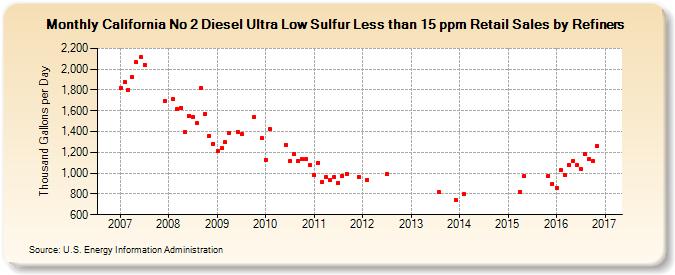 Monthly California No 2 Diesel Ultra Low Sulfur Less than 15 ppm Retail Sales by Refiners
Thousand Gallons per Day
2,200
2,000
1,800
1,600
1,400
1,200
1,000
800
600
2007 2008 2009 2010 2011 2012 2013 2014 2015 2016 2017
Source: U.S. Energy Information Administration